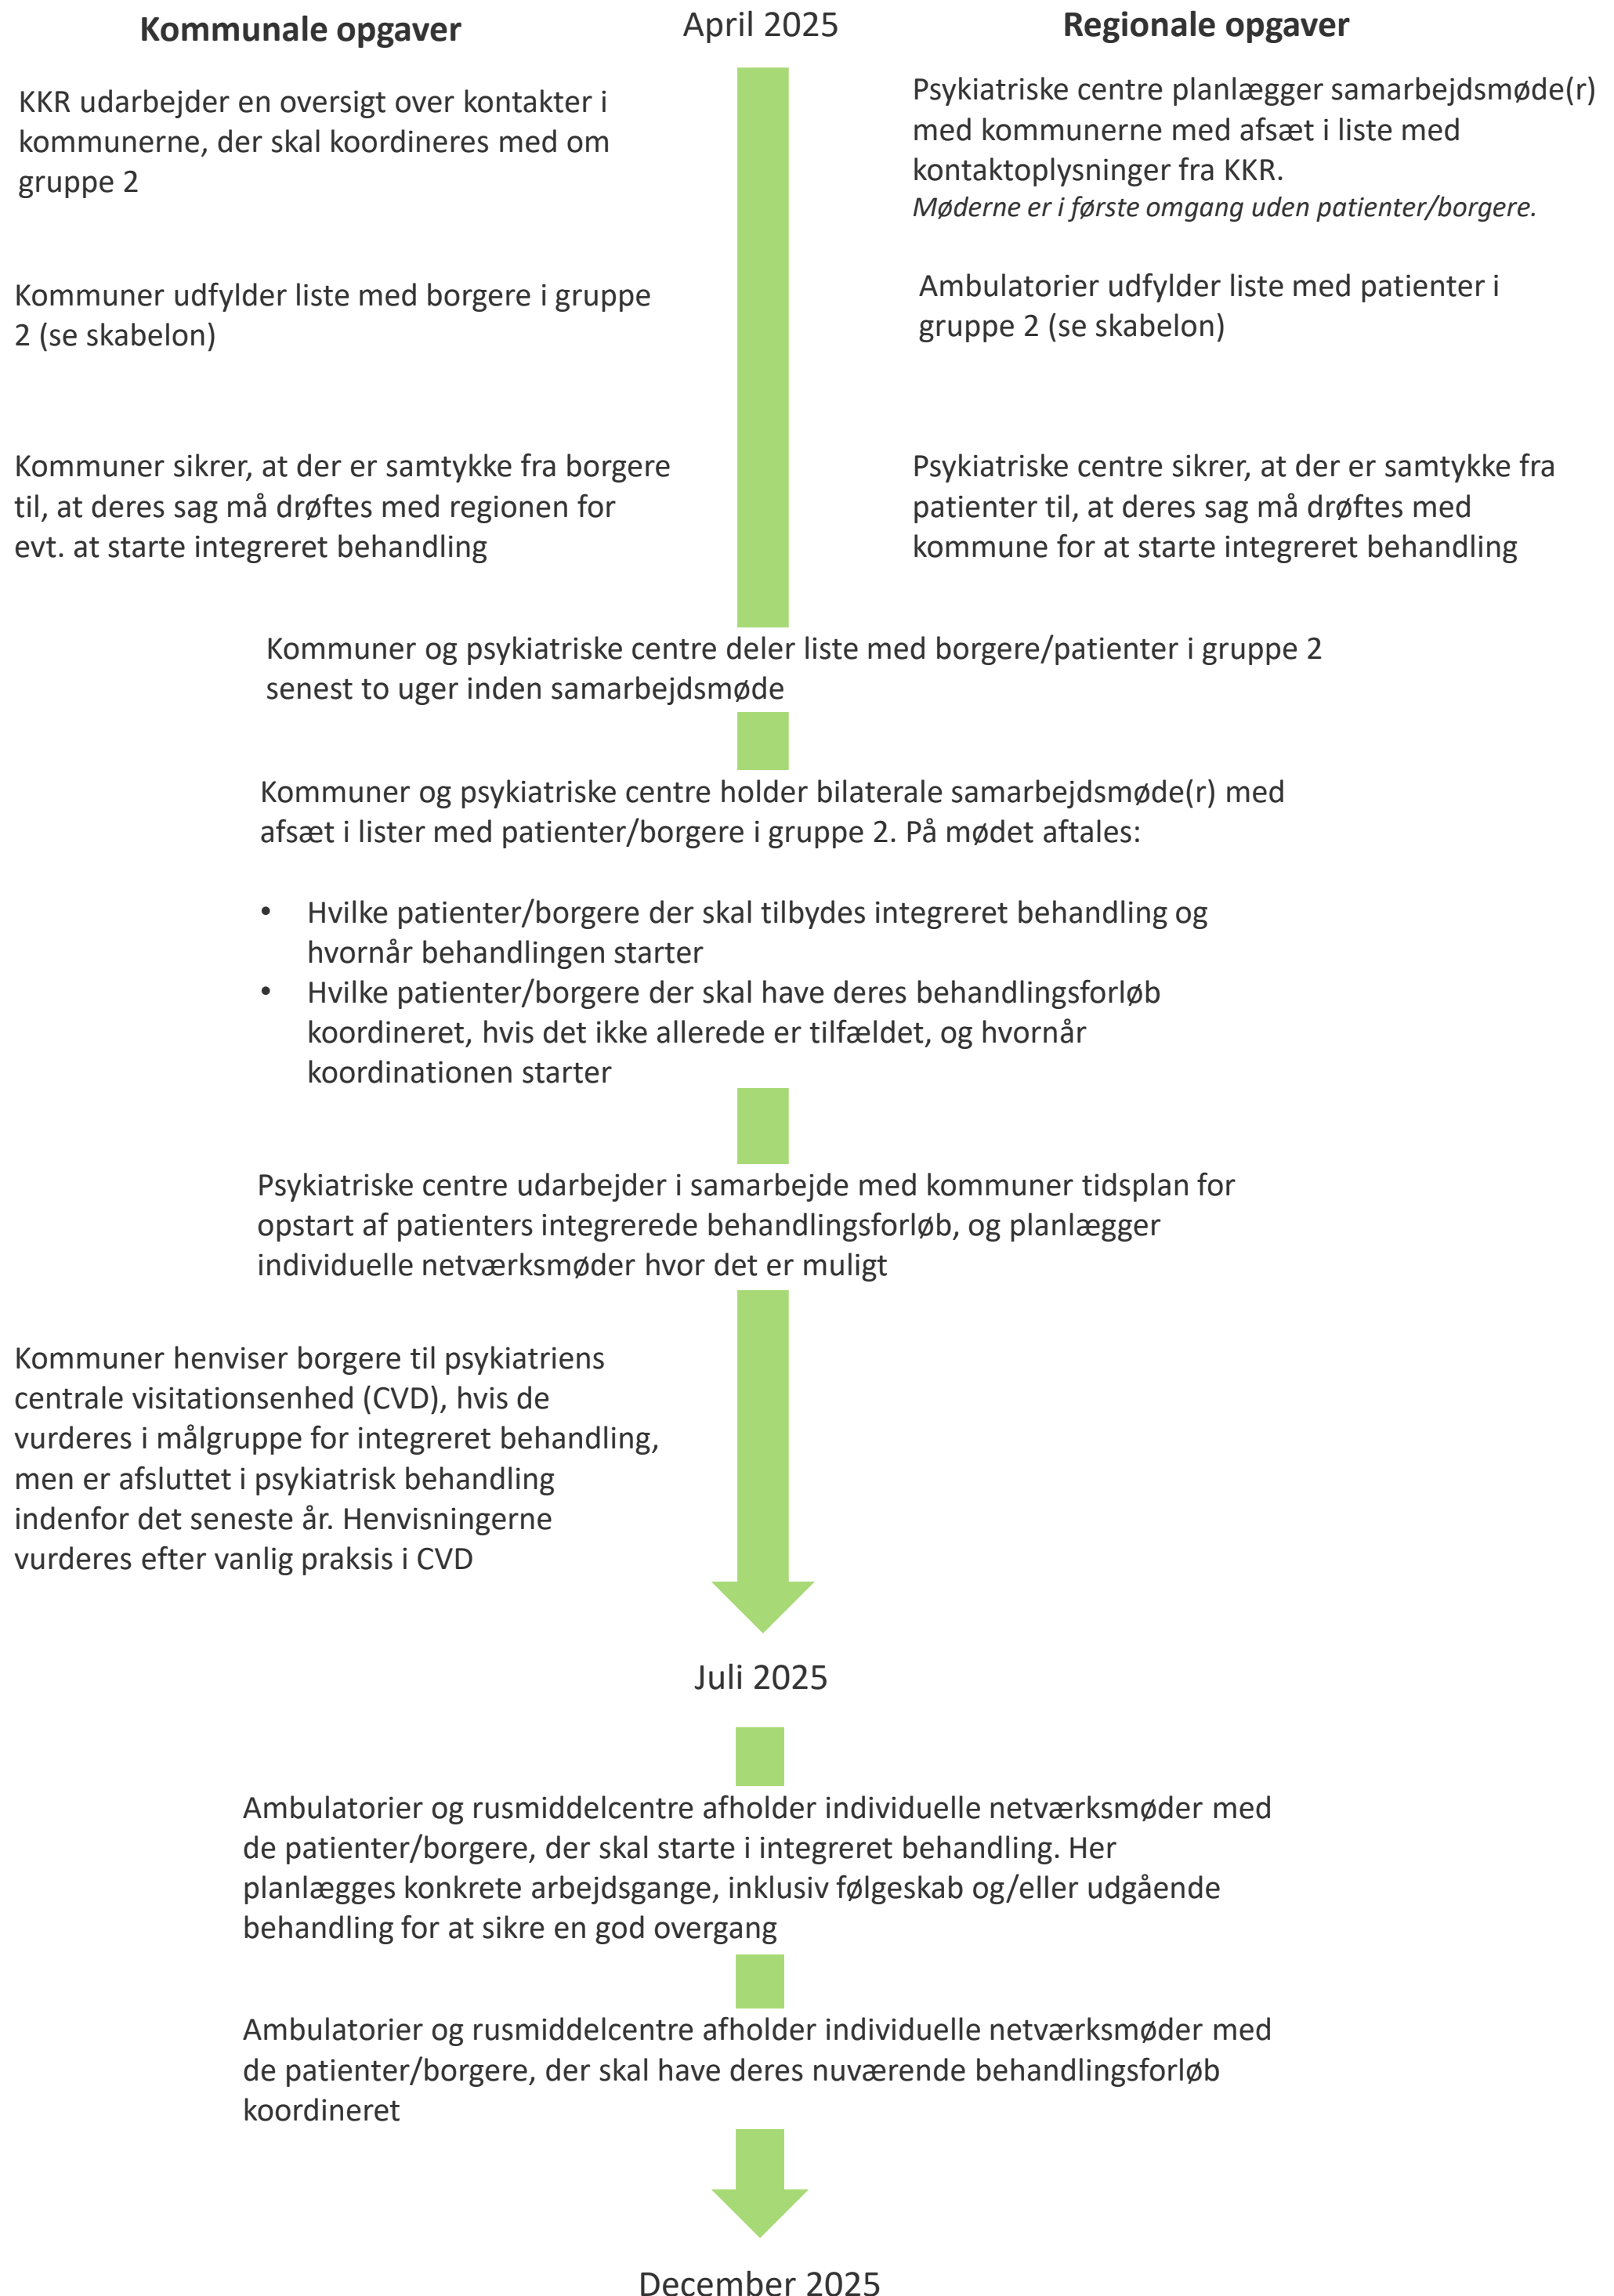 Kommunale opgaver
April 2025
Regionale opgaver
KKR udarbejder en oversigt over kontakter i
kommunerne, der skal koordineres med om
gruppe 2
Psykiatriske centre planlægger samarbejdsmøde(r)
med kommunerne med afsæt i liste med
kontaktoplysninger fra KKR.
Møderne er i første omgang uden patienter/borgere.
Kommuner udfylder liste med borgere i gruppe
2 (se skabelon)
Ambulatorier udfylder liste med patienter i
gruppe 2 (se skabelon)
Kommuner sikrer, at der er samtykke fra borgere
til, at deres sag må drøftes med regionen for
evt. at starte integreret behandling
Psykiatriske centre sikrer, at der er samtykke fra
patienter til, at deres sag må drøftes med
kommune for at starte integreret behandling
Kommuner og psykiatriske centre deler liste med borgere/patienter i gruppe 2
senest to uger inden samarbejdsmøde
Kommuner og psykiatriske centre holder bilaterale samarbejdsmøde(r) med
afsæt i lister med patienter/borgere i gruppe 2. På mødet aftales:
• Hvilke patienter/borgere der skal tilbydes integreret behandling og
hvornår behandlingen starter
• Hvilke patienter/borgere der skal have deres behandlingsforløb
koordineret, hvis det ikke allerede er tilfældet, og hvornår
koordinationen starter
Psykiatriske centre udarbejder i samarbejde med kommuner tidsplan for
opstart af patienters integrerede behandlingsforløb, og planlægger
individuelle netværksmøder hvor det er muligt
Kommuner henviser borgere til psykiatriens
centrale visitationsenhed (CVD), hvis de
vurderes i målgruppe for integreret behandling,
men er afsluttet i psykiatrisk behandling
indenfor det seneste år. Henvisningerne
vurderes efter vanlig praksis i CVD
Juli 2025
Ambulatorier og rusmiddelcentre afholder individuelle netværksmøder med
de patienter/borgere, der skal starte i integreret behandling. Her
planlægges konkrete arbejdsgange, inklusiv følgeskab og/eller udgående
behandling for at sikre en god overgang
Ambulatorier og rusmiddelcentre afholder individuelle netværksmøder med
de patienter/borgere, der skal have deres nuværende behandlingsforløb
koordineret
December 2025